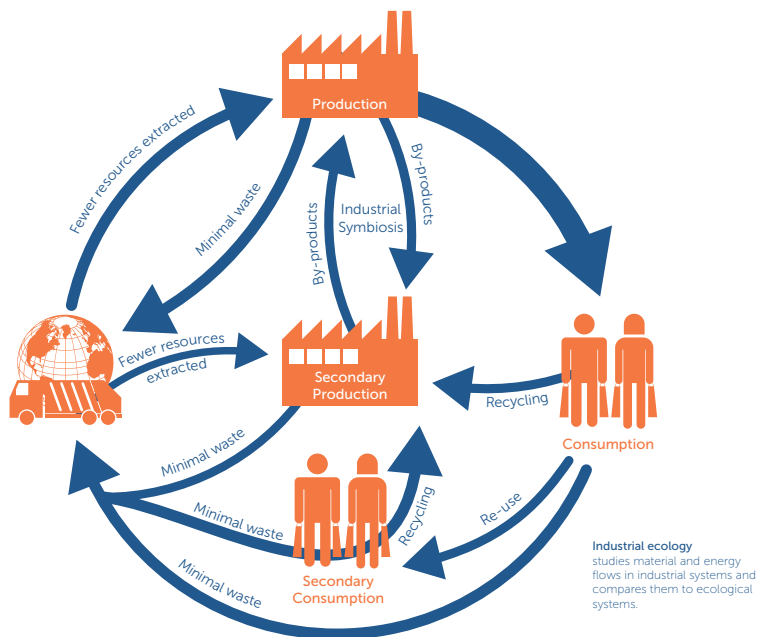 Production
Fewer resources extracted
Minimal waste
By-products
Industrial
Symbiosis
By-products
Fewer resources
extracted
Secondary
Production
Recycling
Consumption
Minimal waste
Minimal waste
Recycling
Re-use
Secondary
Consumption
Minimal waste
Industrial ecology
studies material and energy
flows in industrial systems and
compares them to ecological
systems.